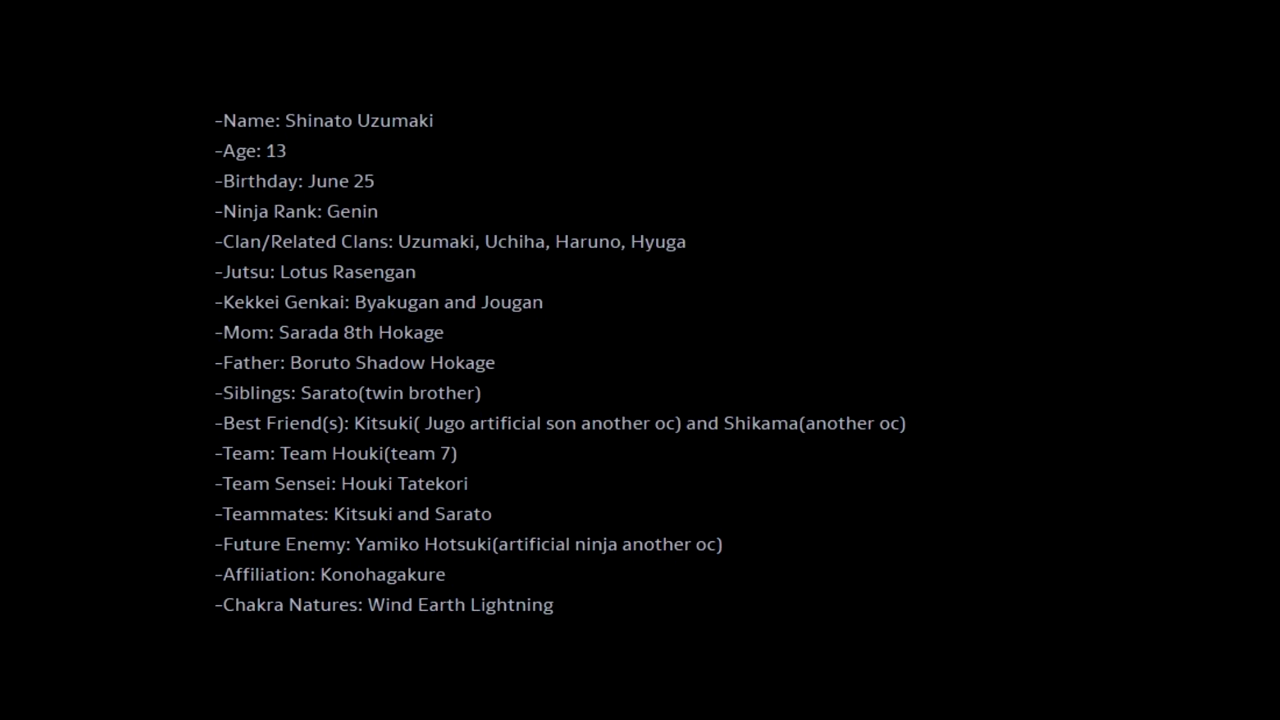 -Name: Shinato Uzumaki
-Age: 13
-Birthday: June 25
-Ninja Rank: Genin
-Clan/Related Clans: Uzumaki, Uchiha, Haruno, Hyuga
-Jutsu: Lotus Rasengan
-Kekkei Genkai: Byakugan and Jougan
-Mom: Sarada 8th Hokage
-Father: Boruto Shadow Hokage
-Siblings: Sarato(twin brother)
-Best Friend(s): Kitsuki( Jugo artificial son another oc) and Shikama(another oc)
-Team: Team Houki(team 7)
-Team Sensei: Houki Tatekori
-Teammates: Kitsuki and Sarato
-Future Enemy: Yamiko Hotsuki(artificial ninja another oc)
-Affiliation: Konohagakure
-Chakra Natures: Wind Earth Lightning